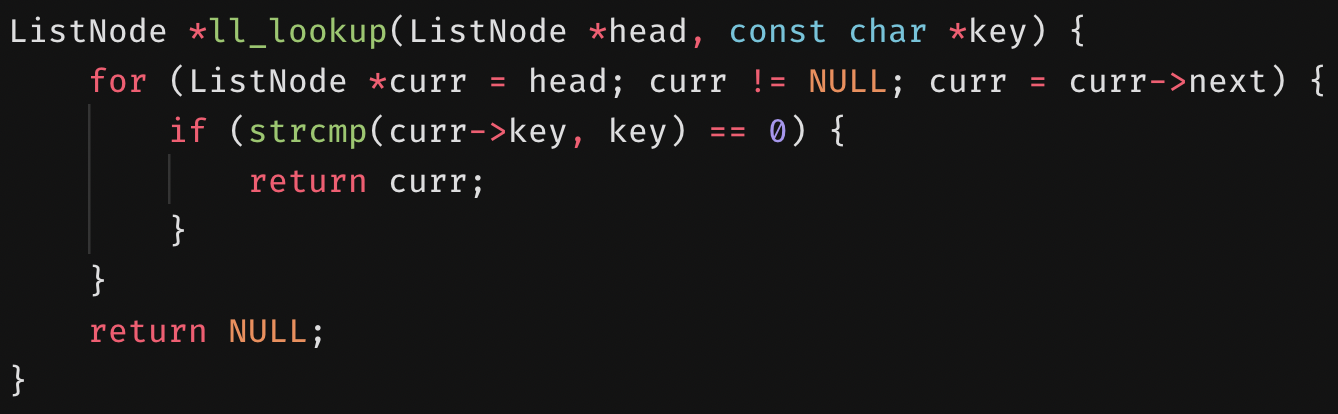 ListNode *ll_lookup(ListNode *head, const char *key) {
    for (ListNode *curr = head; curr != NULL; curr = curr->next) {
        if (strcmp(curr->key, key) == 0) {
            return curr;
        }
    }
    return NULL;
}